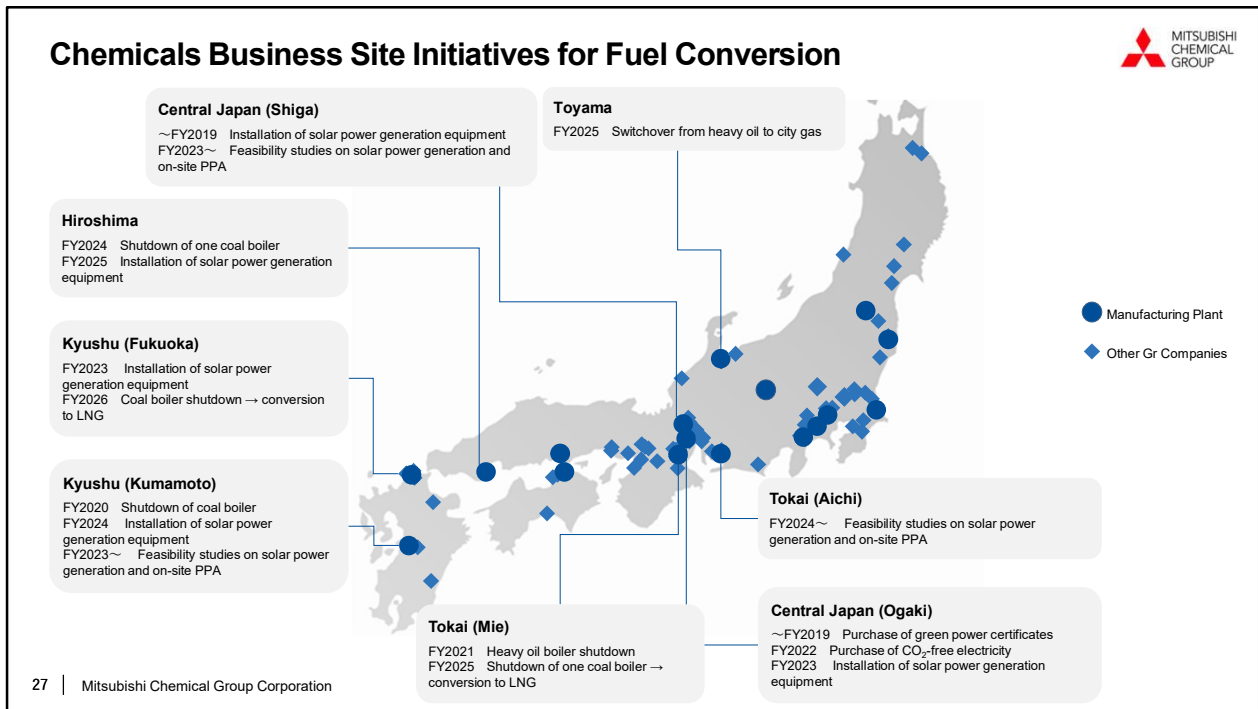 Chemicals Business Site Initiatives for Fuel Conversion
MITSUBISHI
CHEMICAL
GROUP
Central Japan (Shiga)
～FY2019 Installation of solar power generation equipment
FY2023～ Feasibility studies on solar power generation and
on-site PPA
Toyama
FY2025 Switchover from heavy oil to city gas
Hiroshima
FY2024 Shutdown of one coal boiler
FY2025 Installation of solar power generation
equipment
Kyushu (Fukuoka)
FY2023 Installation of solar power
generation equipment
FY2026 Coal boiler shutdown → conversion
to LNG
Kyushu (Kumamoto)
FY2020 Shutdown of coal boiler
FY2024 Installation of solar power
generation equipment
FY2023～ Feasibility studies on solar power
generation and on-site PPA
Manufacturing Plant
Other Gr Companies
Tokai (Aichi)
FY2024～ Feasibility studies on solar power
generation and on-site PPA
Tokai (Mie)
FY2021 Heavy oil boiler shutdown
FY2025 Shutdown of one coal boiler →
conversion to LNG
Central Japan (Ogaki)
～FY2019 Purchase of green power certificates
FY2022 Purchase of CO₂-free electricity
FY2023 Installation of solar power generation
equipment
27 | Mitsubishi Chemical Group Corporation